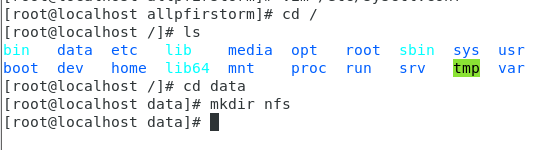 [root@localhost allpfirstorm]# cd /
[root@localhost /]# ls
bin data etc lib media opt root sbin sys usr
boot dev home lib64 mnt proc run srv tmp var
[root@localhost /]# cd data
[root@localhost data]# mkdir nfs
[root@localhost data]#